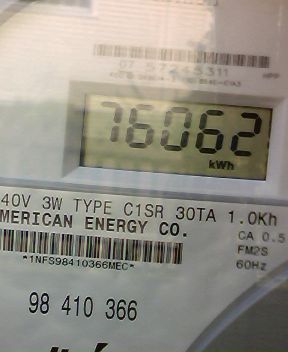 76062
kWh
40V 3W TYPE C1SR 30TA 1.0Kh
MERICAN ENERGY CO.
CA 0.5
FM2S
60Hz
*1NFS98410366MEC*
98 410 366